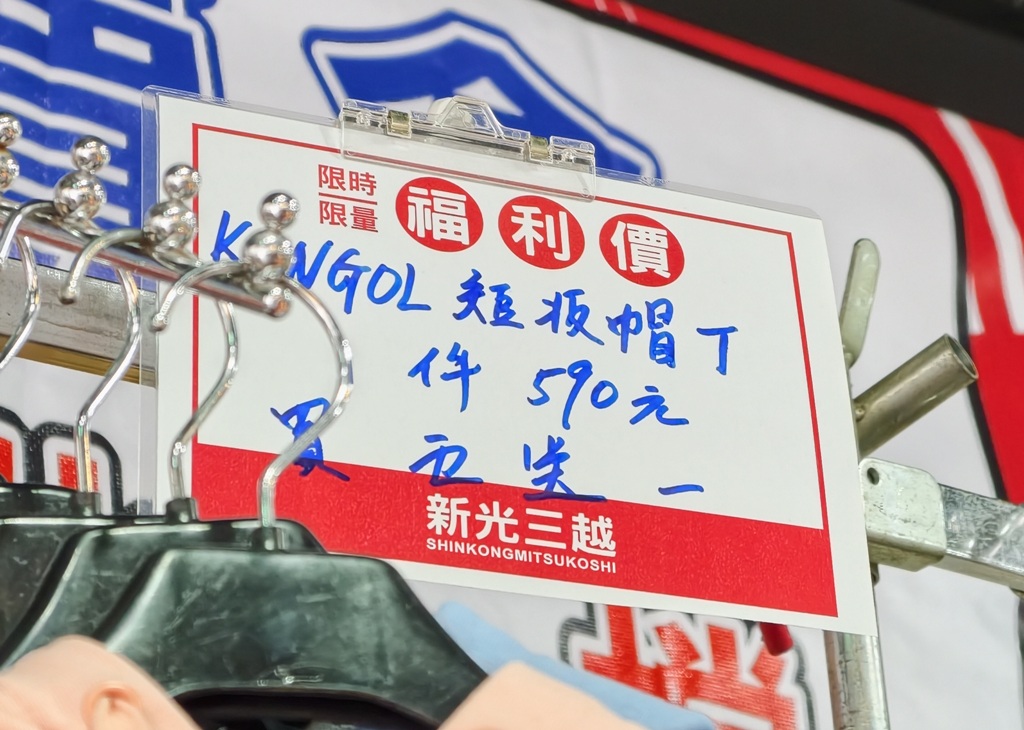 限時
限量
福利價
KANGOL 短版帽T
件 590元
買五送一
新光三越
SHINKONGMITSUKOSHI